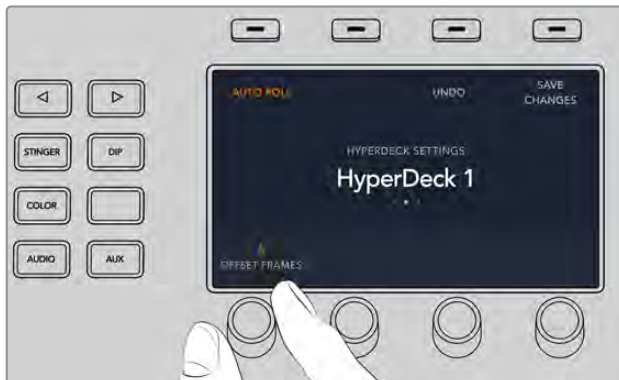 AUTO ROLL
UNDO
SAVE
CHANGES
STINGER
DIP
HYPERDECK SETTINGS
HyperDeck 1
COLOR
AUDIO
AUX
OFFSET FRAMES